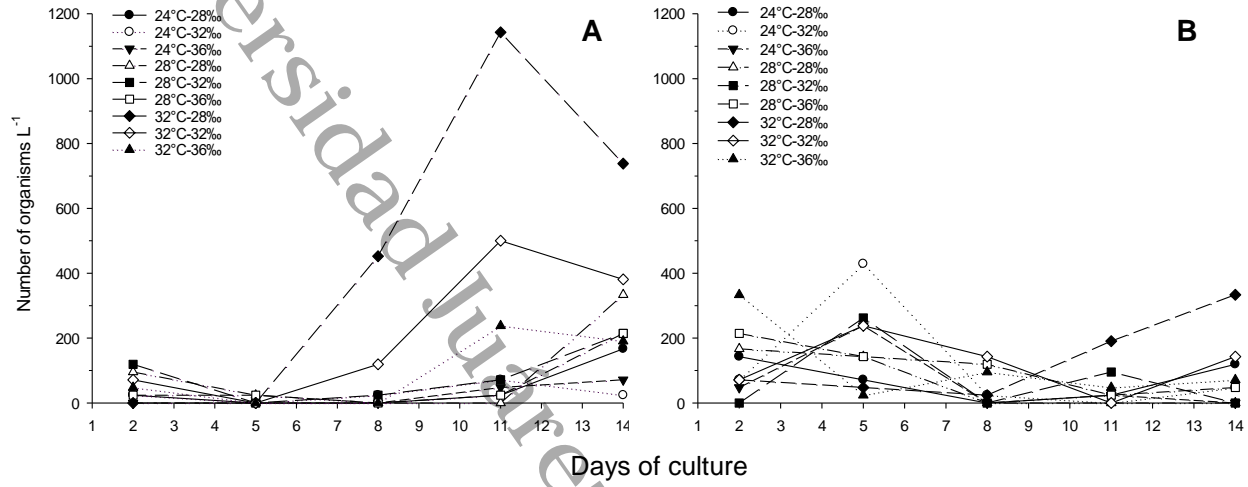 Number of organisms L-1
1200
1000
800
600
400
200
0
24°C-28‰
24°C-32‰
24°C-36‰
28°C-28‰
28°C-32‰
28°C-36‰
32°C-28‰
32°C-32‰
32°C-36‰
A
1 2 3 4 5 6 7 8 9 10 11 12 13 14
1200
1000
800
600
400
200
0
24°C-28‰
24°C-32‰
24°C-36‰
28°C-28‰
28°C-32‰
28°C-36‰
32°C-28‰
32°C-32‰
32°C-36‰
B
1 2 3 4 5 6 7 8 9 10 11 12 13 14
Days of culture
ersidad Juáre